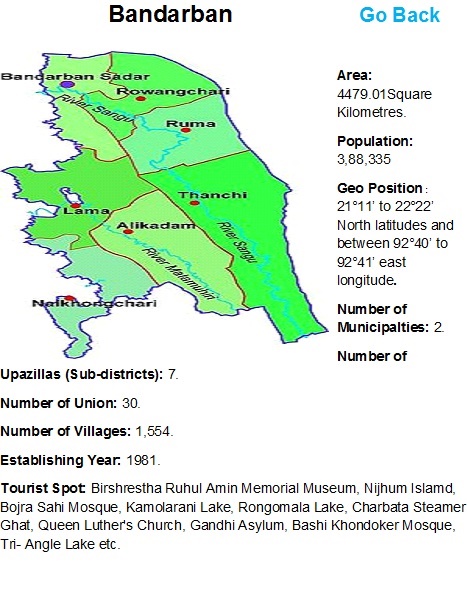 Bandarban
Go Back
Bandarban Sadar
Rowangchari
River Sangu
Ruma
Thanchi
Lama
Alikadam
River Sangu
River Matamuhri
Naikhongchari
Area:
4479.01Square
Kilometres.
Population:
3,88,335
Geo Position :
21°11' to 22°22'
North latitudes and
between 92°40' to
92°41' east
longitude.
Number of
Municipalties: 2.
Number of
Upazillas (Sub-districts): 7.
Number of Union: 30.
Number of Villages: 1,554.
Establishing Year: 1981.
Tourist Spot: Birshrestha Ruhul Amin Memorial Museum, Nijhum Islamd,
Bojra Sahi Mosque, Kamolarani Lake, Rongomala Lake, Charbata Steamer
Ghat, Queen Luther's Church, Gandhi Asylum, Bashi Khondoker Mosque,
Tri- Angle Lake etc.